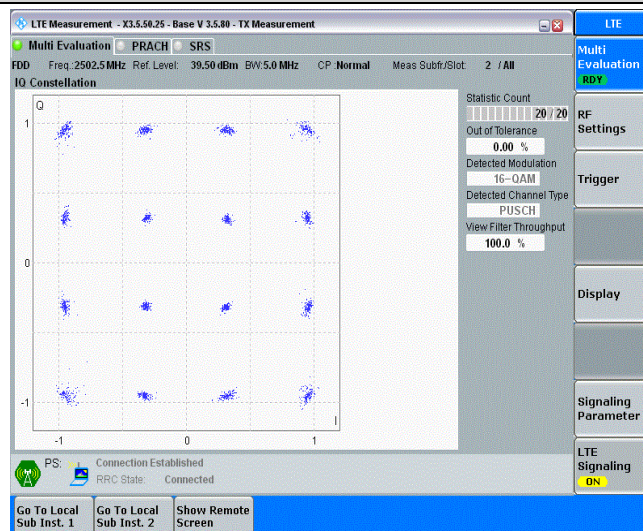 LTE Measurement - X3.5.50.25 - Base V 3.5.80 - TX Measurement
LTE
Multi Evaluation PRACH SRS
FDD Freq.:2502.5 MHz Ref. Level: 39.50 dBm BW:5.0 MHz CP :Normal Meas Subfr./Slot: 2 / All
IQ Constellation
Q
1
0
-1
-1 0 1
I
Statistic Count
20 / 20
Out of Tolerance
0.00 %
Detected Modulation
16-QAM
Detected Channel Type
PUSCH
View Filter Throughput
100.0 %
Multi
Evaluation
RDY
RF
Settings
Trigger
Display
Signaling
Parameter
LTE
Signaling
ON
PS: Connection Established
RRC State: Connected
Go To Local
Sub Inst. 1
Go To Local
Sub Inst. 2
Show Remote
Screen